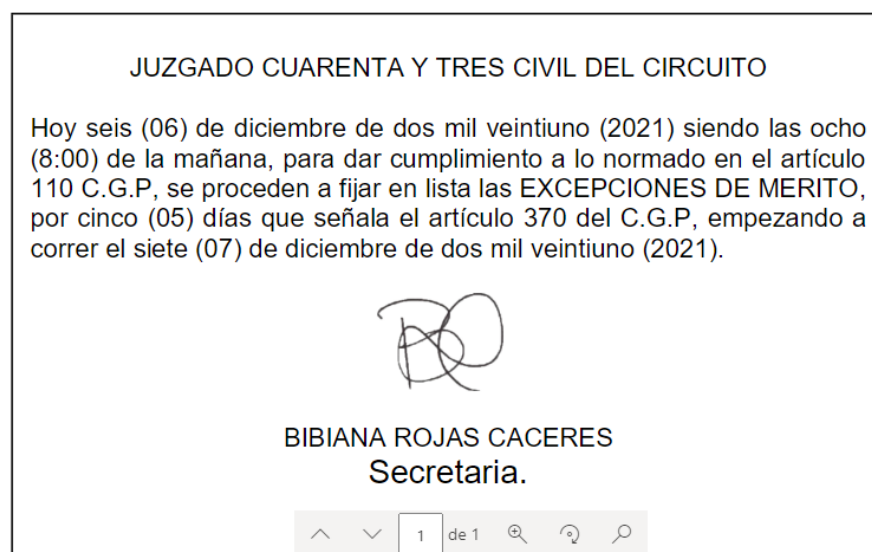 JUZGADO CUARENTA Y TRES CIVIL DEL CIRCUITO
Hoy seis (06) de diciembre de dos mil veintiuno (2021) siendo las ocho
(8:00) de la mañana, para dar cumplimiento a lo normado en el artículo
110 C.G.P, se proceden a fijar en lista las EXCEPCIONES DE MERITO,
por cinco (05) días que señala el artículo 370 del C.G.P, empezando a
correr el siete (07) de diciembre de dos mil veintiuno (2021).
BIBIANA ROJAS CACERES
Secretaria.
1 de 1